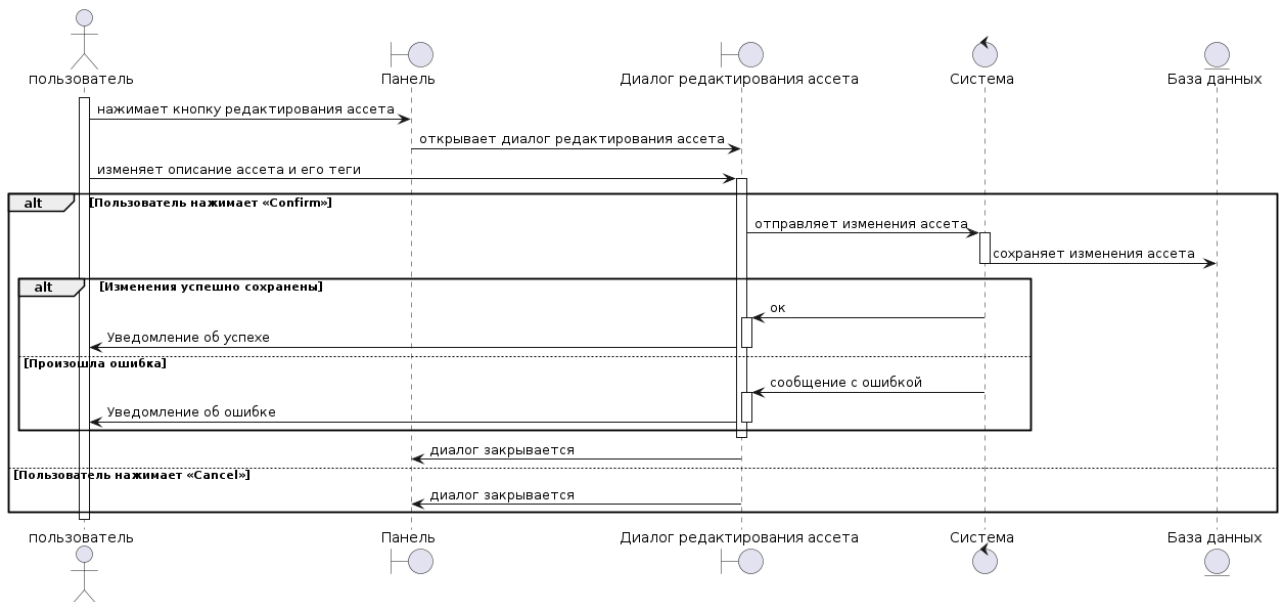 пользователь
Панель
Диалог редактирования ассета
Система
База данных
нажимает кнопку редактирования ассета
открывает диалог редактирования ассета
изменяет описание ассета и его теги
alt [Пользователь нажимает «Confirm»]
отправляет изменения ассета
сохраняет изменения ассета
alt [Изменения успешно сохранены]
ок
Уведомление об успехе
[Произошла ошибка]
сообщение с ошибкой
Уведомление об ошибке
диалог закрывается
[Пользователь нажимает «Cancel»]
диалог закрывается
пользователь
Панель
Диалог редактирования ассета
Система
База данных